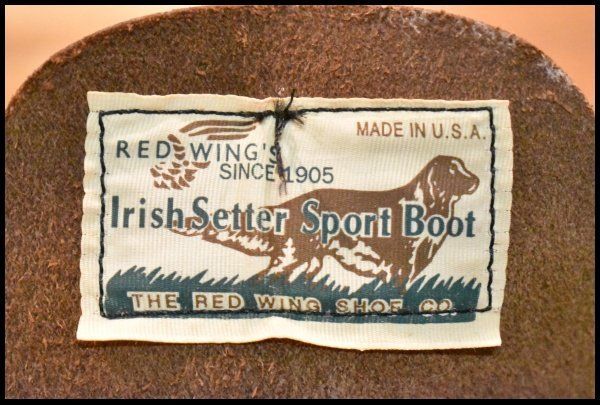 MADE IN U.S.A.
RED WING'S
SINCE 1905
Irish Setter Sport Boot
THE RED WING SHOE CO.